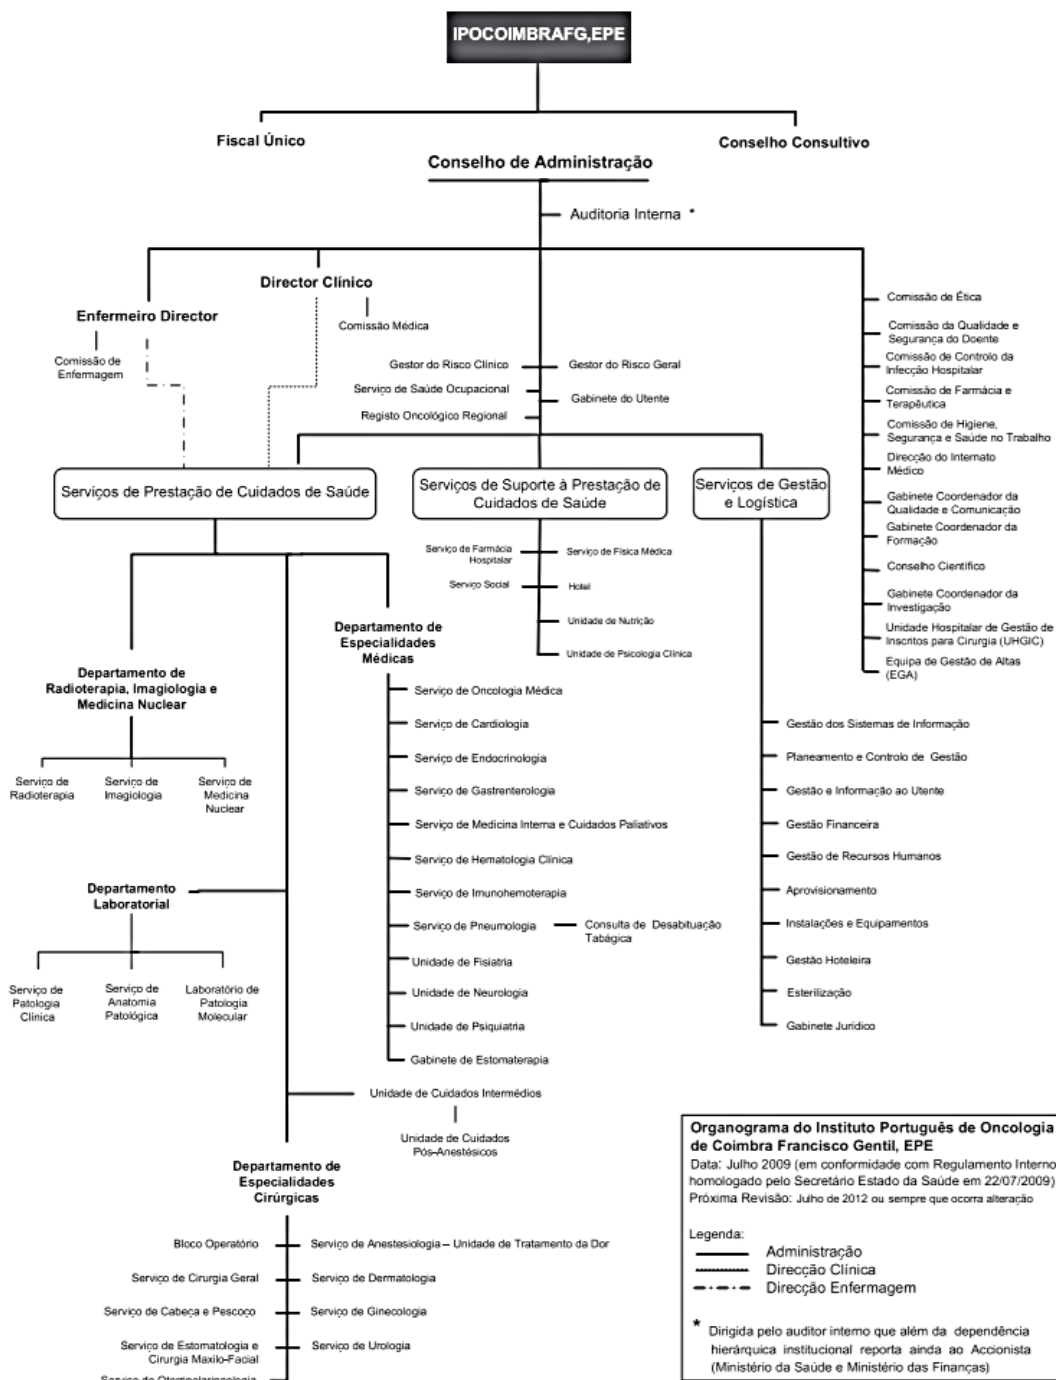 IPOCOIMBRAFG,EPE
Fiscal Único
Conselho Consultivo
Conselho de Administração
Auditoria Interna *
Director Clínico
Enfermeiro Director
Comissão Médica
Comissão de
Enfermagem
Gestor do Risco Clínico
Gestor do Risco Geral
Serviço de Saúde Ocupacional
Gabinete do Utente
Registo Oncológico Regional
Comissão de Ética
Comissão da Qualidade e
Segurança do Doente
Comissão de Controlo da
Infecção Hospitalar
Comissão de Farmácia e
Terapêutica
Comissão de Higiene,
Segurança e Saúde no Trabalho
Direcção do Internato
Médico
Gabinete Coordenador da
Qualidade e Comunicação
Gabinete Coordenador da
Formação
Conselho Científico
Gabinete Coordenador da
Investigação
Unidade Hospitalar de Gestão de
Inscritos para Cirurgia (UHGIC)
Equipa de Gestão de Altas
(EGA)
Serviços de Prestação de Cuidados de Saúde
Serviços de Suporte à Prestação de
Cuidados de Saúde
Serviços de Gestão
e Logística
Serviço de Farmácia
Hospitalar
Serviço de Física Médica
Serviço Social
Hotel
Unidade de Nutrição
Unidade de Psicologia Clínica
Departamento de
Radioterapia, Imagiologia e
Medicina Nuclear
Serviço de
Radioterapia
Serviço de
Imagiologia
Serviço de
Medicina
Nuclear
Departamento
Laboratorial
Serviço de
Patologia
Clínica
Serviço de
Anatomia
Patológica
Laboratório de
Patologia
Molecular
Departamento de
Especialidades
Médicas
Serviço de Oncologia Médica
Serviço de Cardiologia
Serviço de Endocrinologia
Serviço de Gastrenterologia
Serviço de Medicina Interna e Cuidados Paliativos
Serviço de Hematologia Clínica
Serviço de Imunohemoterapia
Serviço de Pneumologia
Consulta de Desabituação
Tabágica
Unidade de Fisiatria
Unidade de Neurologia
Unidade de Psiquiatria
Gabinete de Estomaterapia
Gestão dos Sistemas de Informação
Planeamento e Controlo de Gestão
Gestão e Informação ao Utente
Gestão Financeira
Gestão de Recursos Humanos
Aprovisionamento
Instalações e Equipamentos
Gestão Hoteleira
Esterilização
Gabinete Jurídico
Unidade de Cuidados Intermédios
Unidade de Cuidados
Pós-Anestésicos
Departamento de
Especialidades
Cirúrgicas
Bloco Operatório
Serviço de Anestesiologia – Unidade de Tratamento da Dor
Serviço de Cirurgia Geral
Serviço de Dermatologia
Serviço de Cabeça e Pescoço
Serviço de Ginecologia
Serviço de Estomatologia e
Cirurgia Maxilo-Facial
Serviço de Urologia
Serviço de Otorrinolaringologia
Organograma do Instituto Português de Oncologia
de Coimbra Francisco Gentil, EPE
Data: Julho 2009 (em conformidade com Regulamento Interno
homologado pelo Secretário Estado da Saúde em 22/07/2009)
Próxima Revisão: Julho de 2012 ou sempre que ocorra alteração
Legenda:
Administração
Direcção Clínica
Direcção Enfermagem
* Dirigida pelo auditor interno que além da dependência
hierárquica institucional reporta ainda ao Accionista
(Ministério da Saúde e Ministério das Finanças)